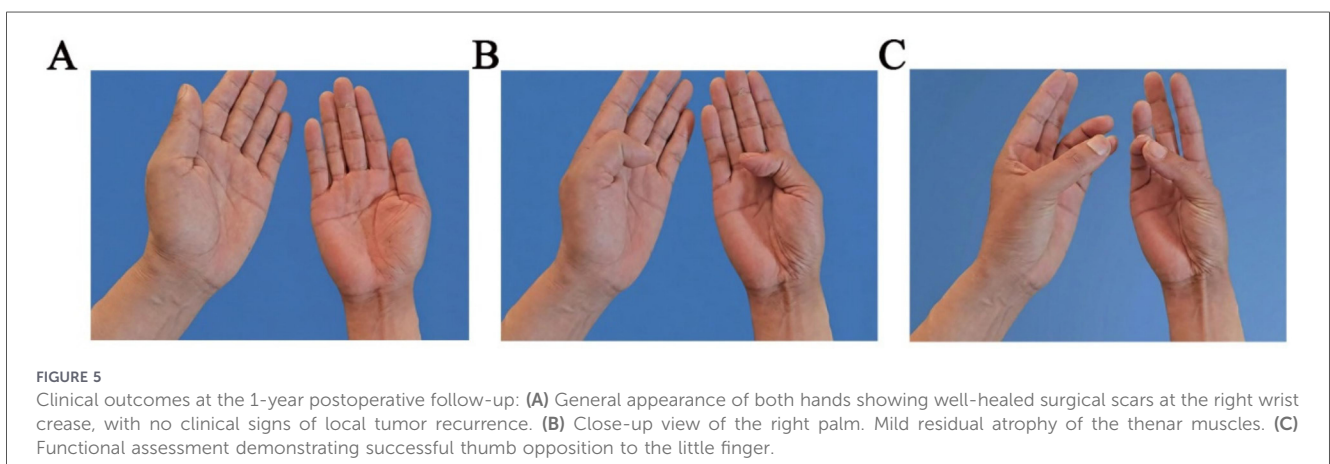 A
B
C
FIGURE 5
Clinical outcomes at the 1-year postoperative follow-up: (A) General appearance of both hands showing well-healed surgical scars at the right wrist
crease, with no clinical signs of local tumor recurrence. (B) Close-up view of the right palm. Mild residual atrophy of the thenar muscles. (C)
Functional assessment demonstrating successful thumb opposition to the little finger.